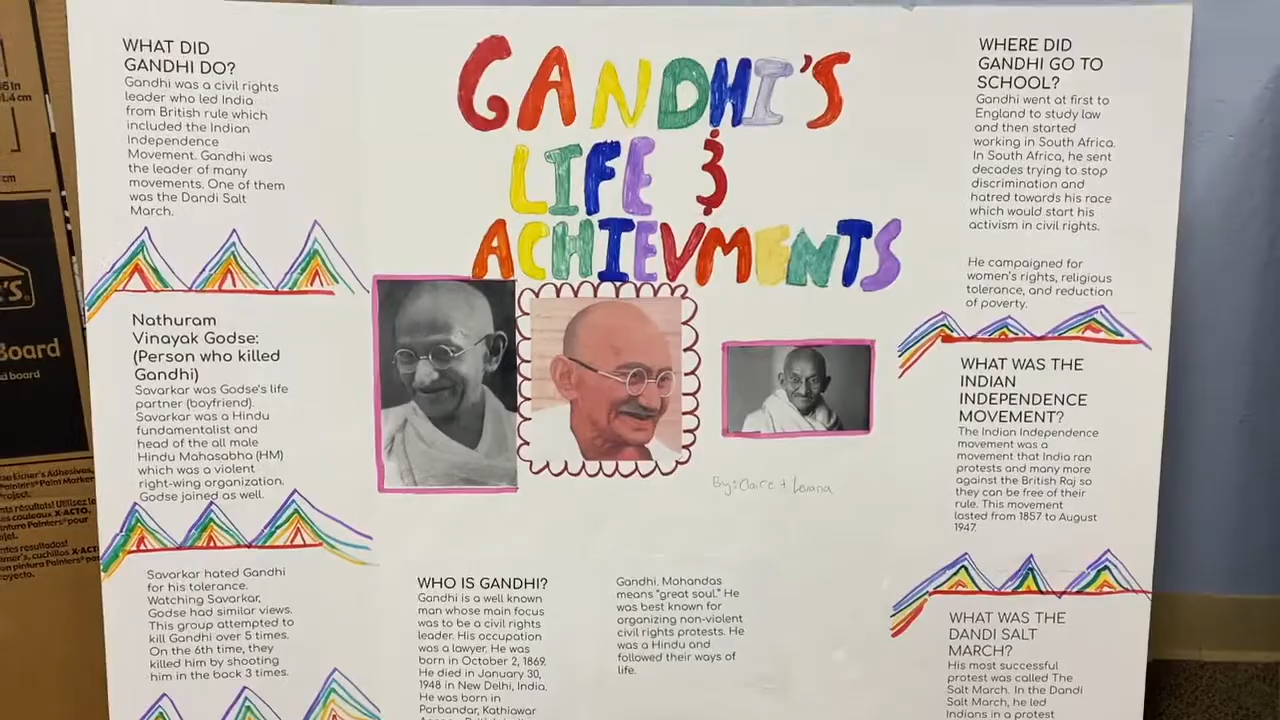 GANDHI'S
LIFE &
ACHIEVMENTS
WHAT DID
GANDHI DO?
Gandhi was a civil rights
leader who led India
from British rule which
included the Indian
Independence
Movement. Gandhi was
the leader of many
movements. One of them
was the Dandi Salt
March.
Nathuram
Vinayak Godse:
(Person who killed
Gandhi)
Savarkar was Godse's life
partner (boyfriend).
Savarkar was a Hindu
fundamentalist and
head of the all male
Hindu Mahasabha (HM)
which was a violent
right-wing organization.
Godse joined as well.
Savarkar hated Gandhi
for his tolerance.
Watching Savarkar,
Godse had similar views.
This group attempted to
kill Gandhi over 5 times.
On the 6th time, they
killed him by shooting
him in the back 3 times.
By: Claire + Levana
WHO IS GANDHI?
Gandhi is a well known
man whose main focus
was to be a civil rights
leader. His occupation
was a lawyer. He was
born in October 2, 1869.
He died in January 30,
1948 in New Delhi, India.
He was born in
Porbandar, Kathiawar
Gandhi. Mohandas
means "great soul." He
was best known for
organizing non-violent
civil rights protests. He
was a Hindu and
followed their ways of
life.
WHERE DID
GANDHI GO TO
SCHOOL?
Gandhi went at first to
England to study law
and then started
working in South Africa.
In South Africa, he sent
decades trying to stop
discrimination and
hatred towards his race
which would start his
activism in civil rights.
He campaigned for
women's rights, religious
tolerance, and reduction
of poverty.
WHAT WAS THE
INDIAN
INDEPENDENCE
MOVEMENT?
The Indian Independence
movement was a
movement that India ran
protests and many more
against the British Raj so
they can be free of their
rule. This movement
lasted from 1857 to August
1947.
WHAT WAS THE
DANDI SALT
MARCH?
His most successful
protest was called The
Salt March. In the Dandi
Salt March, he led
Indians in a protest
Board